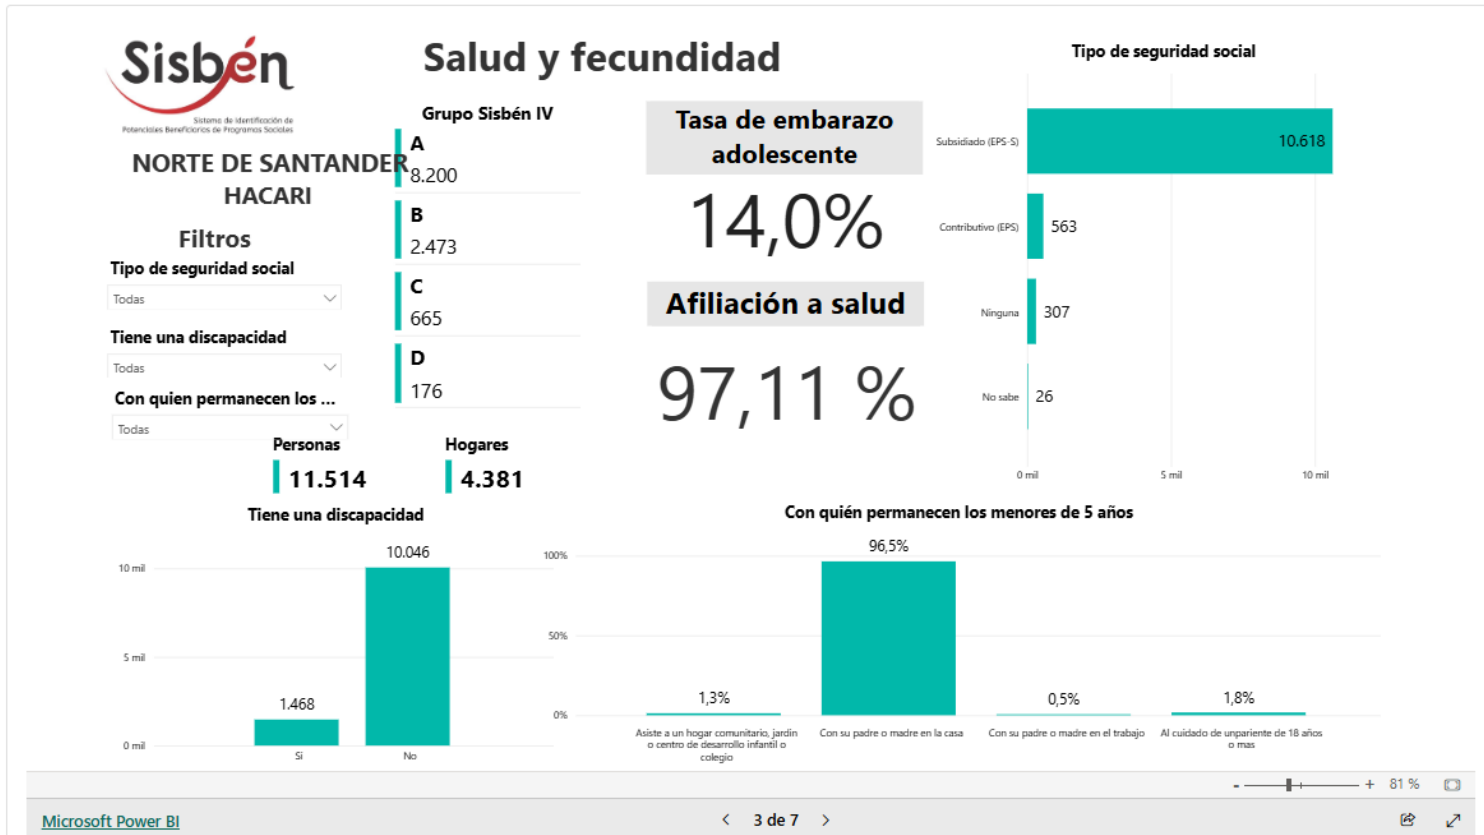 Sisbén
Sistema de Identificación de
Potenciales Beneficiarios de Programas Sociales
NORTE DE SANTANDER
HACARI
Filtros
Tipo de seguridad social
Todas
Tiene una discapacidad
Todas
Con quien permanecen los ...
Todas
Salud y fecundidad
Grupo Sisbén IV
A
8.200
B
2.473
C
665
D
176
Personas
11.514
Hogares
4.381
Tasa de embarazo
adolescente
14,0%
Afiliación a salud
97,11 %
Tipo de seguridad social
Subsidiado (EPS-S)
10.618
Contributivo (EPS)
563
Ninguna
307
No sabe
26
0 mil
5 mil
10 mil
Tiene una discapacidad
10 mil
5 mil
0 mil
1.468
10.046
Si
No
Con quién permanecen los menores de 5 años
100%
50%
0%
1,3%
96,5%
0,5%
1,8%
Asiste a un hogar comunitario, jardín
o centro de desarrollo infantil o
colegio
Con su padre o madre en la casa
Con su padre o madre en el trabajo
Al cuidado de unpariente de 18 años
o mas
- + 81 %
Microsoft Power BI
< 3 de 7 >